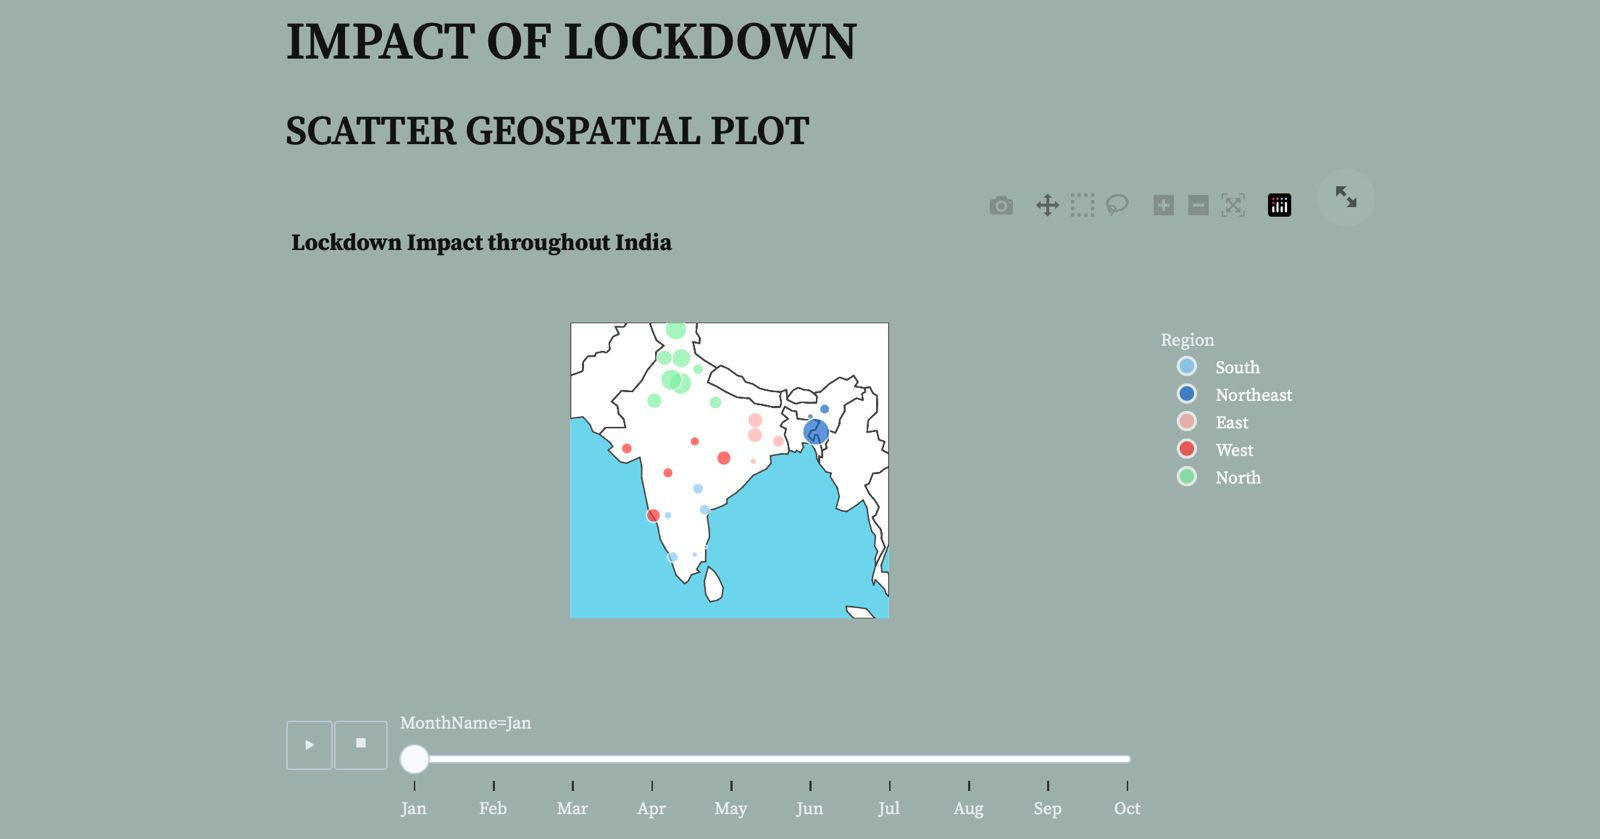 IMPACT OF LOCKDOWN
SCATTER GEOSPATIAL PLOT
Lockdown Impact throughout India
Region
South
Northeast
East
West
North
MonthName=Jan
Jan Feb Mar Apr May Jun Jul Aug Sep Oct